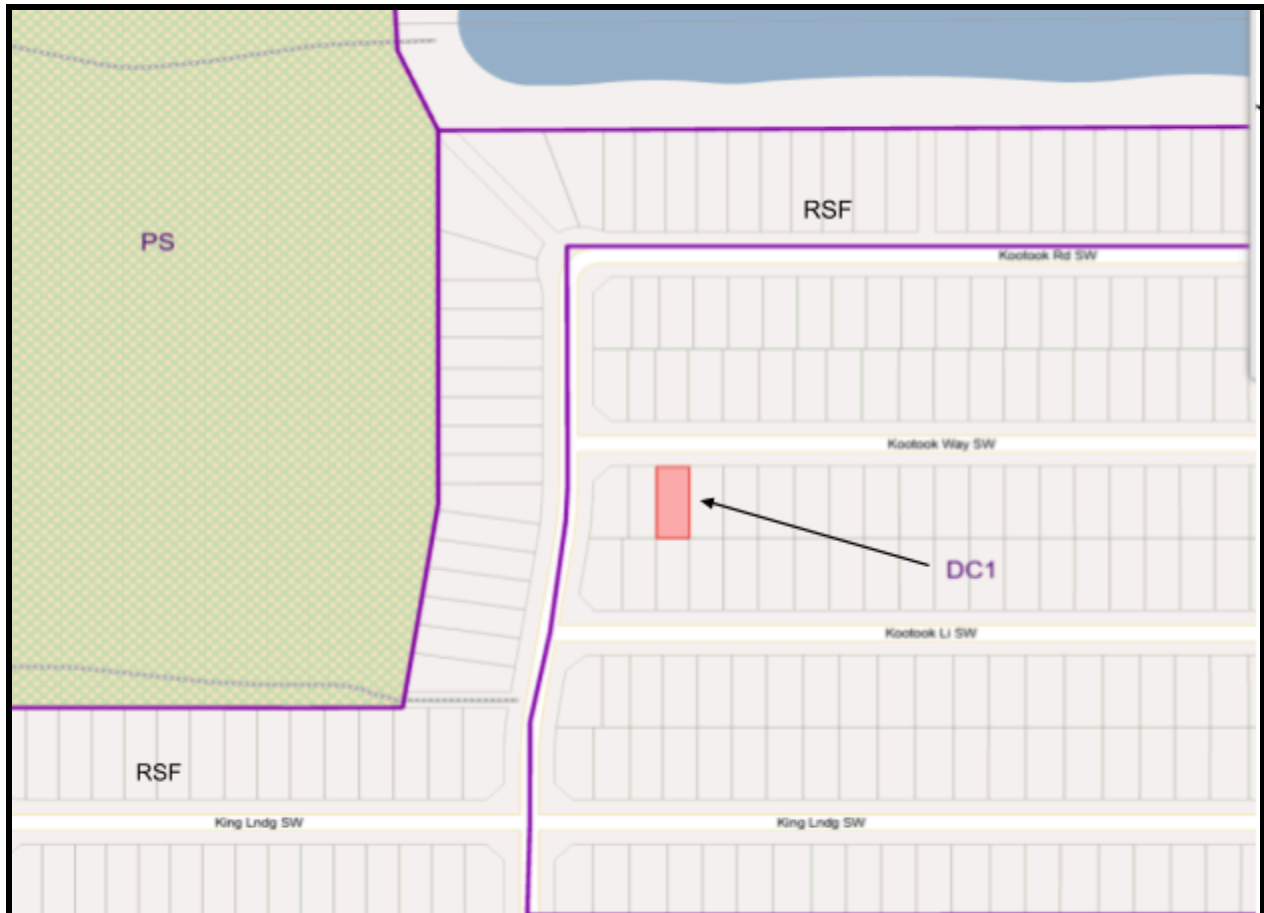 RSF
PS
Kootook Rd SW
Kootook Way SW
DC1
Kootook Li SW
RSF
King Lndg SW
King Lndg SW